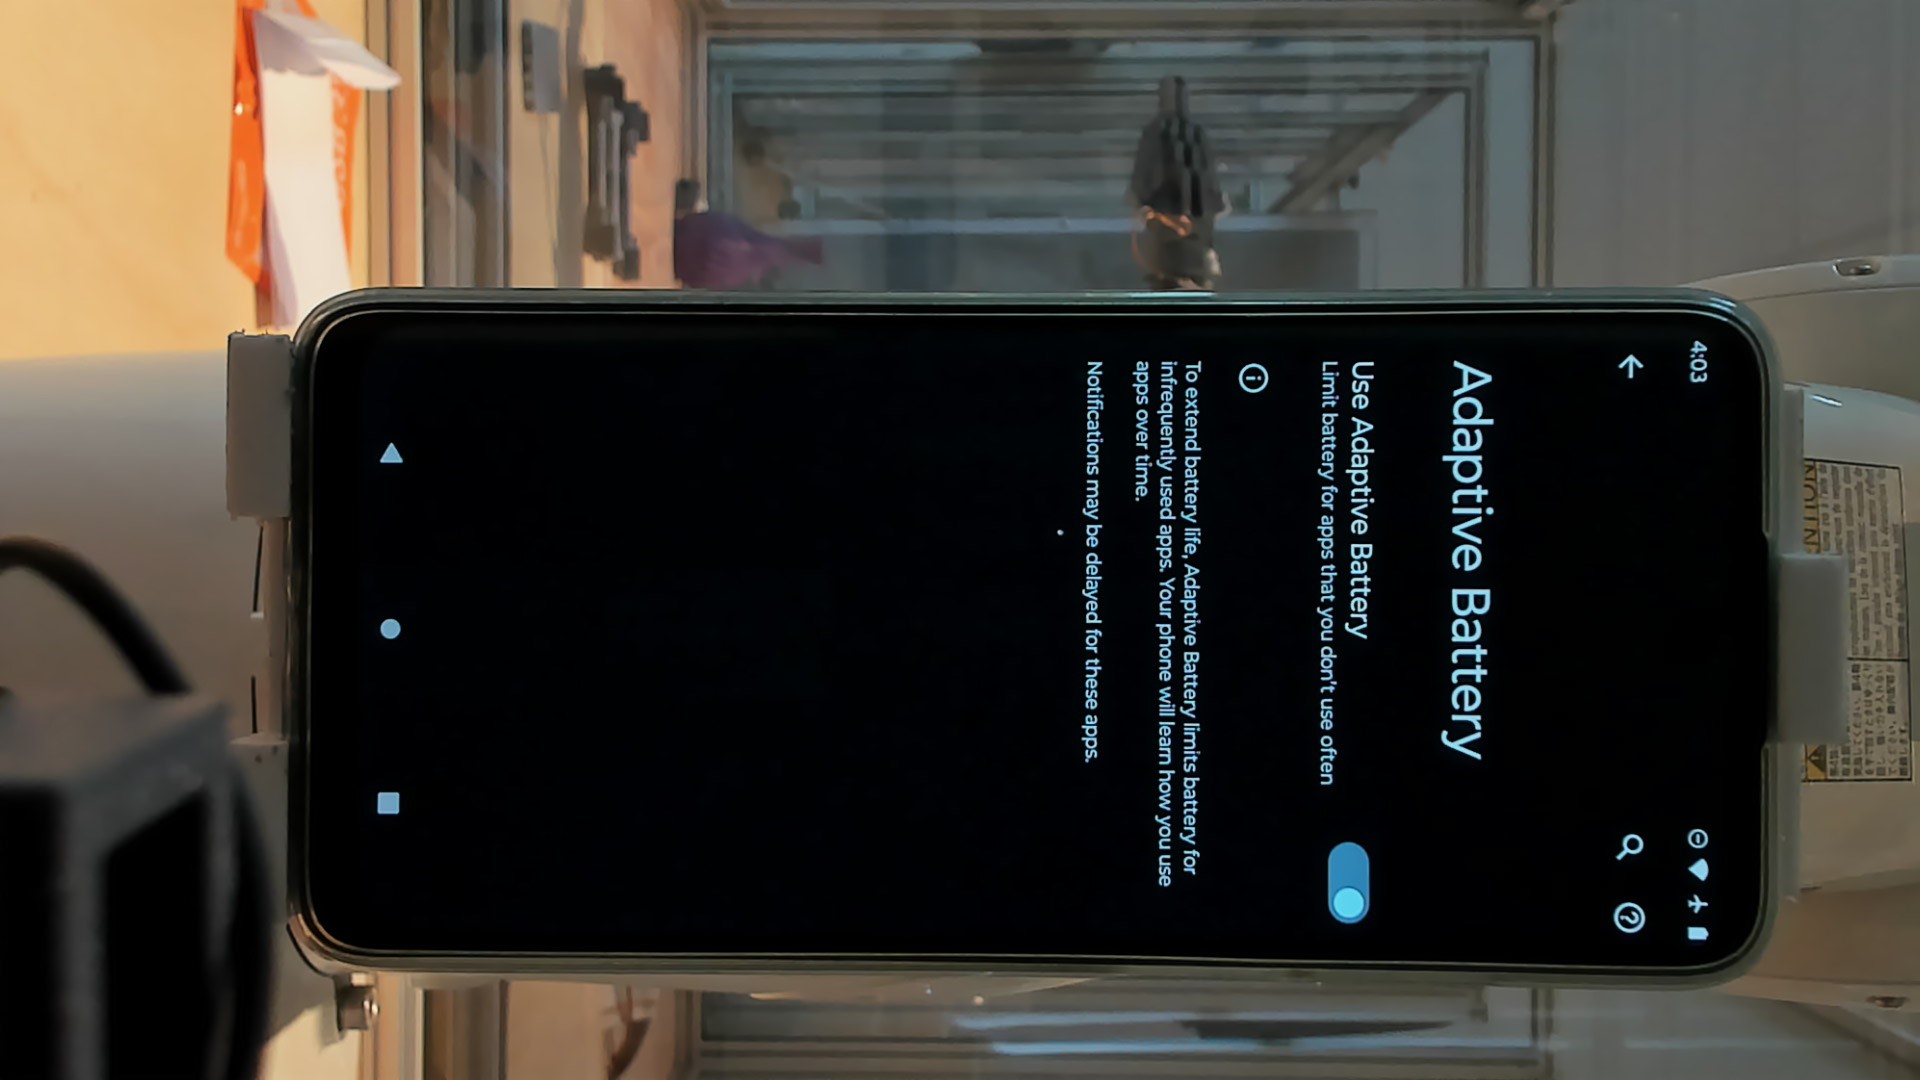 4:03
Adaptive Battery
Use Adaptive Battery
Limit battery for apps that you don't use often
To extend battery life, Adaptive Battery limits battery for
infrequently used apps. Your phone will learn how you use
apps over time.
Notifications may be delayed for these apps.